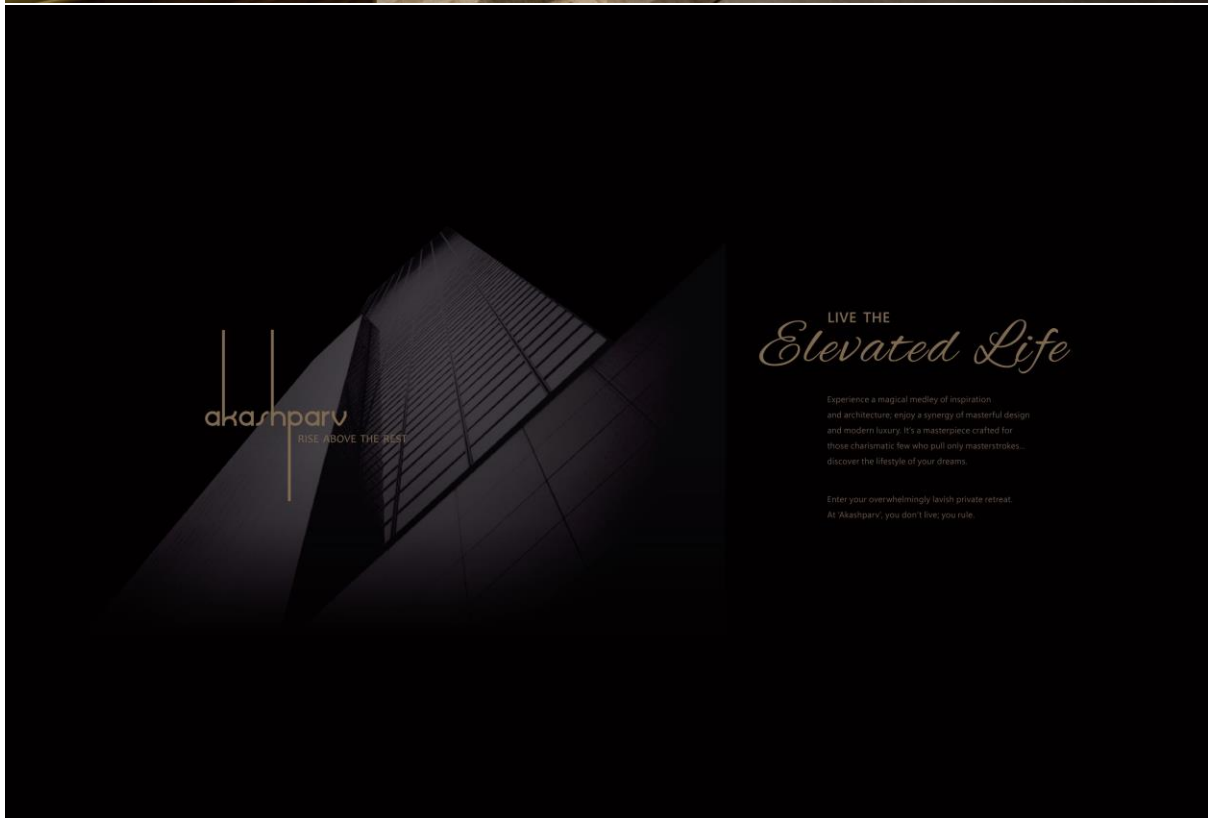 akashparv
RISE ABOVE THE REST
LIVE THE
Elevated Life
Experience a magical medley of inspiration
and architecture; enjoy a synergy of masterful design
and modern luxury. It's a masterpiece crafted for
those charismatic few who pull only masterstrokes...
discover the lifestyle of your dreams.
Enter your overwhelmingly lavish private retreat.
At 'Akashparv', you don't live; you rule.